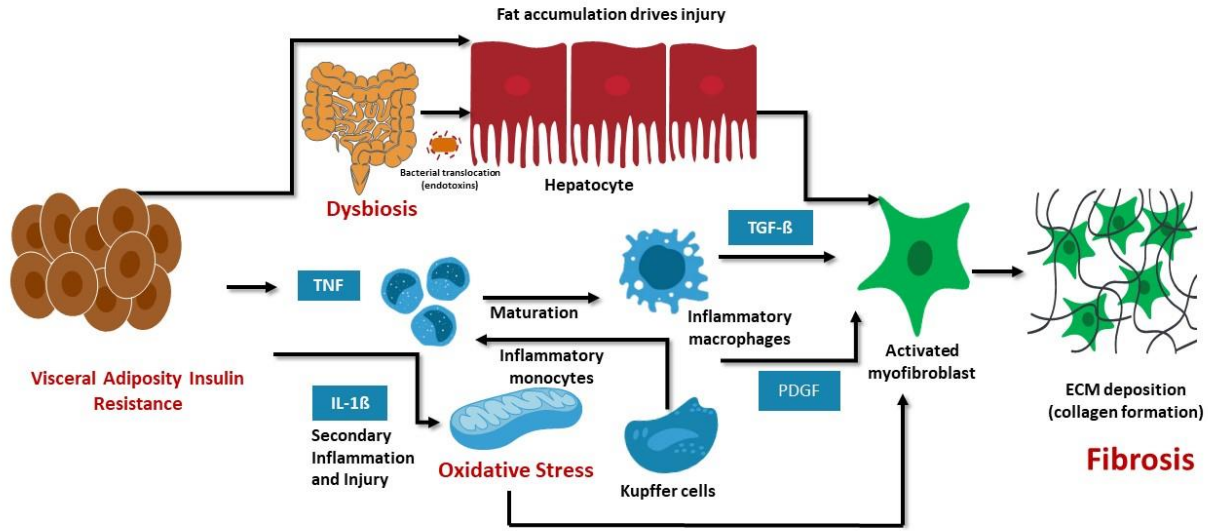 Fat accumulation drives injury
Bacterial translocation
(endotoxins)
Hepatocyte
Dysbiosis
TGF-ß
TNF
Maturation
Inflammatory
macrophages
Inflammatory
monocytes
Activated
myofibroblast
Visceral Adiposity Insulin
Resistance
IL-1ß
PDGF
ECM deposition
(collagen formation)
Secondary
Inflammation
and Injury
Oxidative Stress
Kupffer cells
Fibrosis